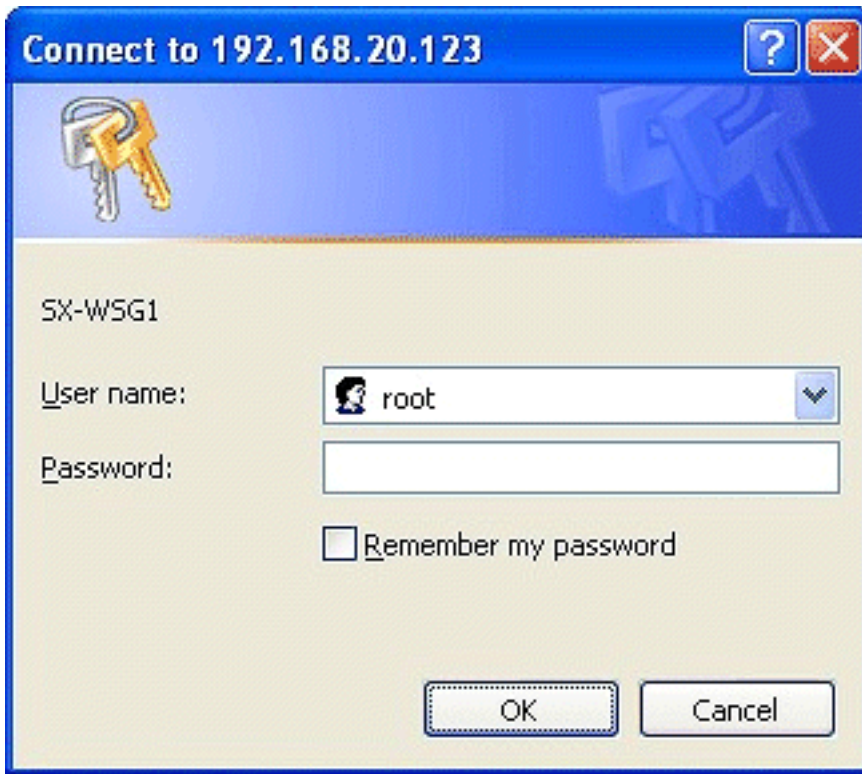 Connect to 192.168.20.123
?
SX-WSG1
User name:
root
Password:
Remember my password
OK
Cancel